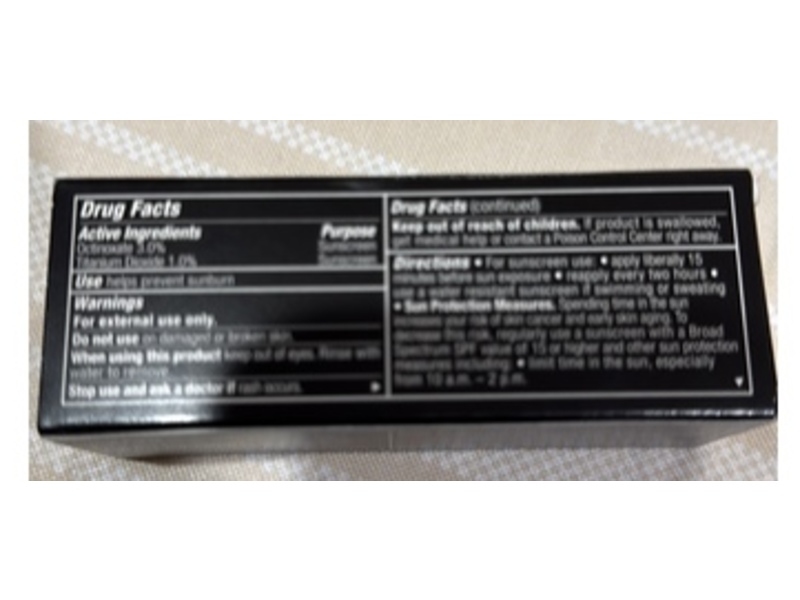 Drug Facts
Active Ingredients Purpose
Octinoxate 3.0% Sunscreen
Titanium Dioxide 1.0% Sunscreen
Use helps prevent sunburn
Warnings
For external use only.
Do not use on damaged or broken skin.
When using this product keep out of eyes. Rinse with
water to remove.
Stop use and ask a doctor if rash occurs.
Drug Facts (continued)
Keep out of reach of children. If product is swallowed,
get medical help or contact a Poison Control Center right away.
Directions • For sunscreen use: • apply liberally 15
minutes before sun exposure • reapply every two hours •
use a water resistant sunscreen if swimming or sweating
• Sun Protection Measures. Spending time in the sun
increases your risk of skin cancer and early skin aging. To
decrease this risk, regularly use a sunscreen with a Broad
Spectrum SPF value of 15 or higher and other sun protection
measures including: • limit time in the sun, especially
from 10 a.m. – 2 p.m.